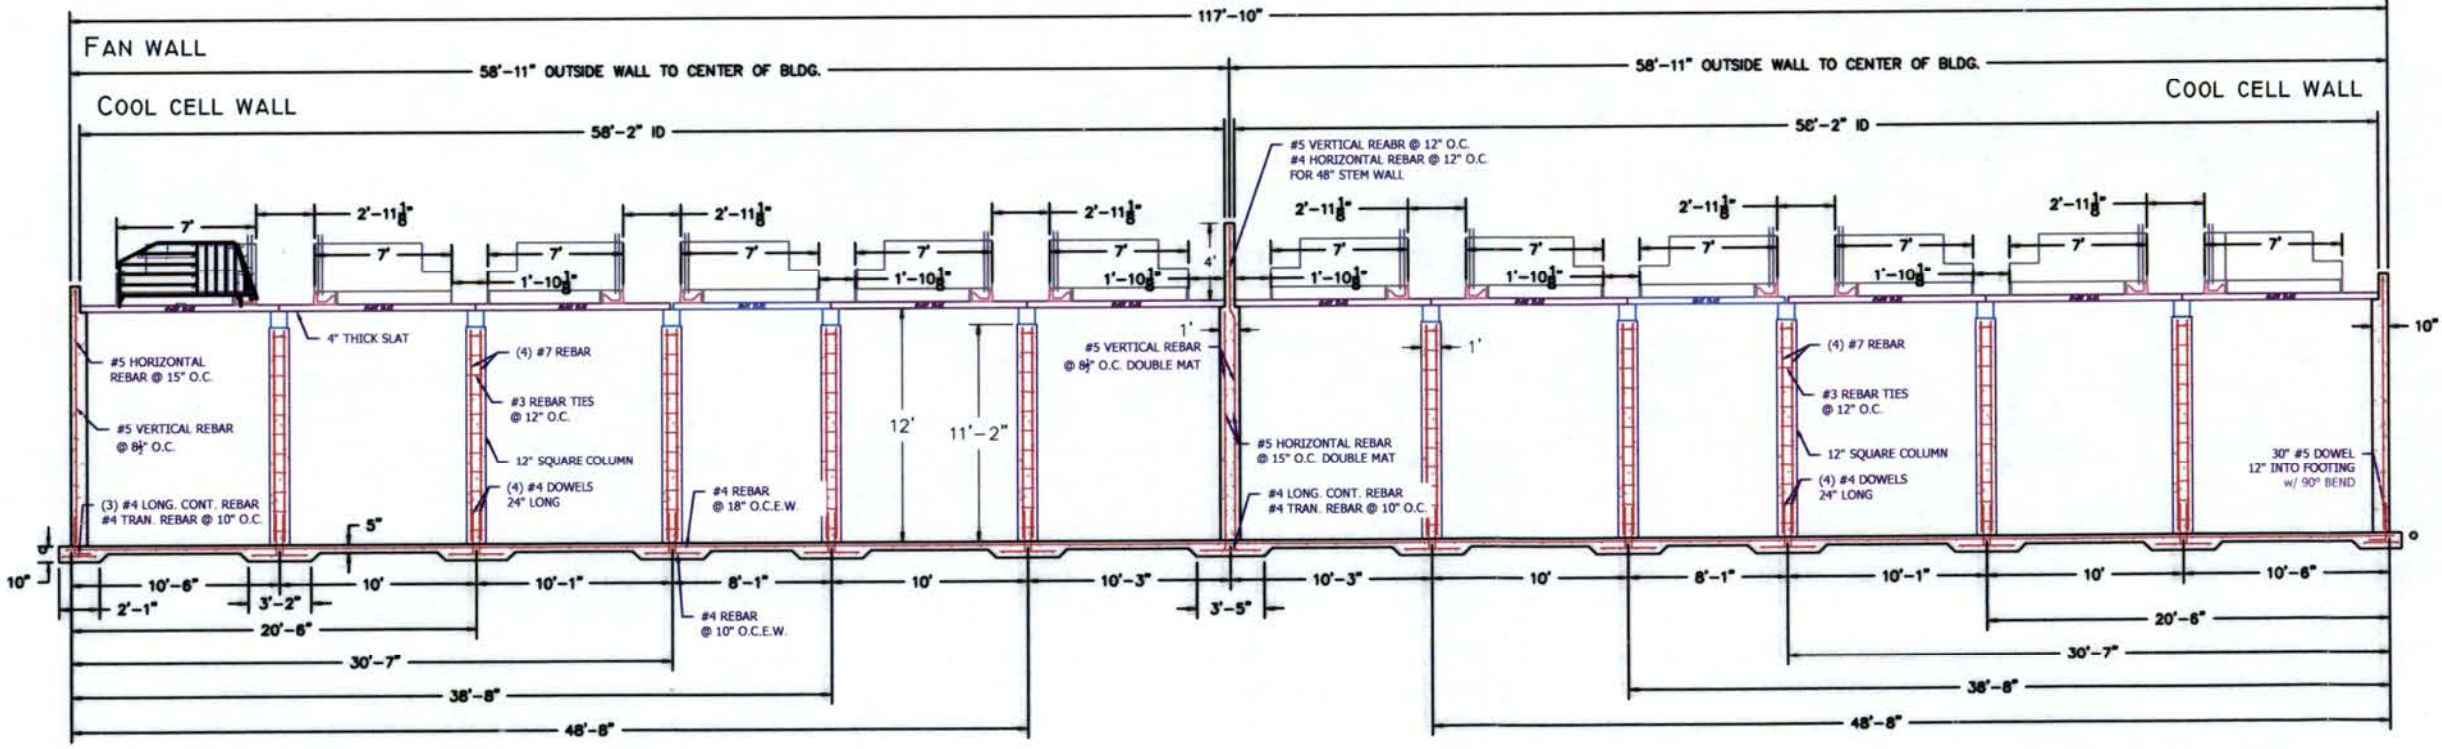 117'-10"
FAN WALL
58'-11" OUTSIDE WALL TO CENTER OF BLDG.
58'-11" OUTSIDE WALL TO CENTER OF BLDG.
COOL CELL WALL
COOL CELL WALL
58'-2" ID
58'-2" ID
#5 VERTICAL REABR @ 12" O.C.
#4 HORIZONTAL REBAR @ 12" O.C.
FOR 48" STEM WALL
7'
2'-11⅛"
2'-11⅛"
2'-11⅛"
2'-11⅛"
2'-11⅛"
2'-11⅛"
7'
7'
7'
7'
7'
4'
7'
7'
7'
7'
7'
7'
1'-10⅛"
1'-10⅛"
1'-10⅛"
1'-10⅛"
1'-10⅛"
1'-10⅛"
4" THICK SLAT
1'
1'
10"
#5 HORIZONTAL
REBAR @ 15" O.C.
(4) #7 REBAR
#5 VERTICAL REBAR
@ 8½" O.C. DOUBLE MAT
(4) #7 REBAR
#3 REBAR TIES
@ 12" O.C.
#3 REBAR TIES
@ 12" O.C.
#5 VERTICAL REBAR
@ 8½" O.C.
12'
11'-2"
#5 HORIZONTAL REBAR
@ 15" O.C. DOUBLE MAT
12" SQUARE COLUMN
12" SQUARE COLUMN
30" #5 DOWEL
12" INTO FOOTING
w/ 90° BEND
(3) #4 LONG. CONT. REBAR
#4 TRAN. REBAR @ 10" O.C.
(4) #4 DOWELS
24" LONG
#4 REBAR
@ 18" O.C.E.W.
#4 LONG. CONT. REBAR
#4 TRAN. REBAR @ 10" O.C.
(4) #4 DOWELS
24" LONG
5"
10"
10'-6"
10'
10'-1"
8'-1"
10'
10'-3"
10'-3"
10'
8'-1"
10'-1"
10'
10'-6"
2'-1"
3'-2"
3'-5"
#4 REBAR
@ 10" O.C.E.W.
20'-6"
20'-6"
30'-7"
30'-7"
38'-8"
38'-8"
48'-8"
48'-8"